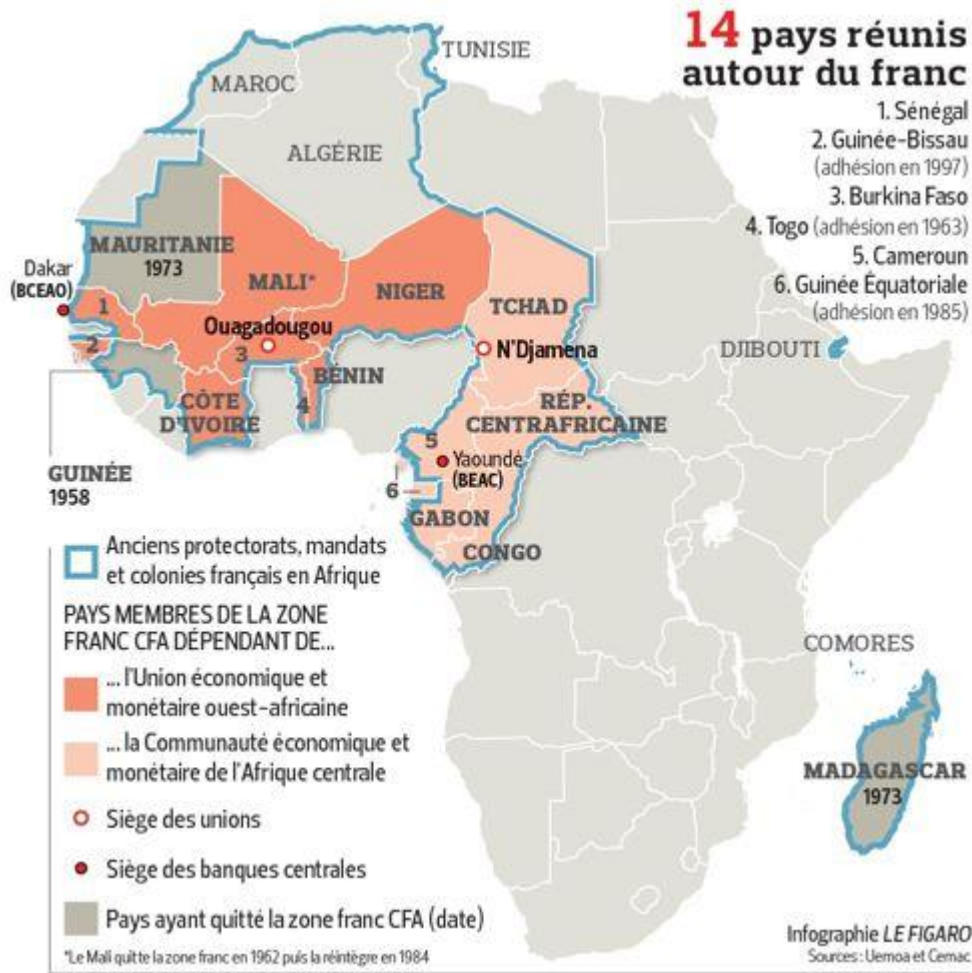 14 pays réunis
autour du franc
1. Sénégal
2. Guinée-Bissau
(adhésion en 1997)
3. Burkina Faso
4. Togo (adhésion en 1963)
5. Cameroun
6. Guinée Équatoriale
(adhésion en 1985)
TUNISIE
MAROC
ALGÉRIE
MAURITANIE
1973
Dakar
(BCEAO)
MALI*
NIGER
TCHAD
1
Ouagadougou
2
3
N'Djamena
DJIBOUTI
BÉNIN
CÔTE
D'IVOIRE
4
RÉP.
CENTRAFRICAINE
5
Yaoundé
(BEAC)
GUINÉE
1958
6
GABON
CONGO
COMORES
MADAGASCAR
1973
Anciens protectorats, mandats
et colonies français en Afrique
PAYS MEMBRES DE LA ZONE
FRANC CFA DÉPENDANT DE...
... l'Union économique et
monétaire ouest-africaine
... la Communauté économique et
monétaire de l'Afrique centrale
Siège des unions
Siège des banques centrales
Pays ayant quitté la zone franc CFA (date)
*Le Mali quitte la zone franc en 1962 puis la réintègre en 1984
Infographie LE FIGARO
Sources : Uemoa et Cemac